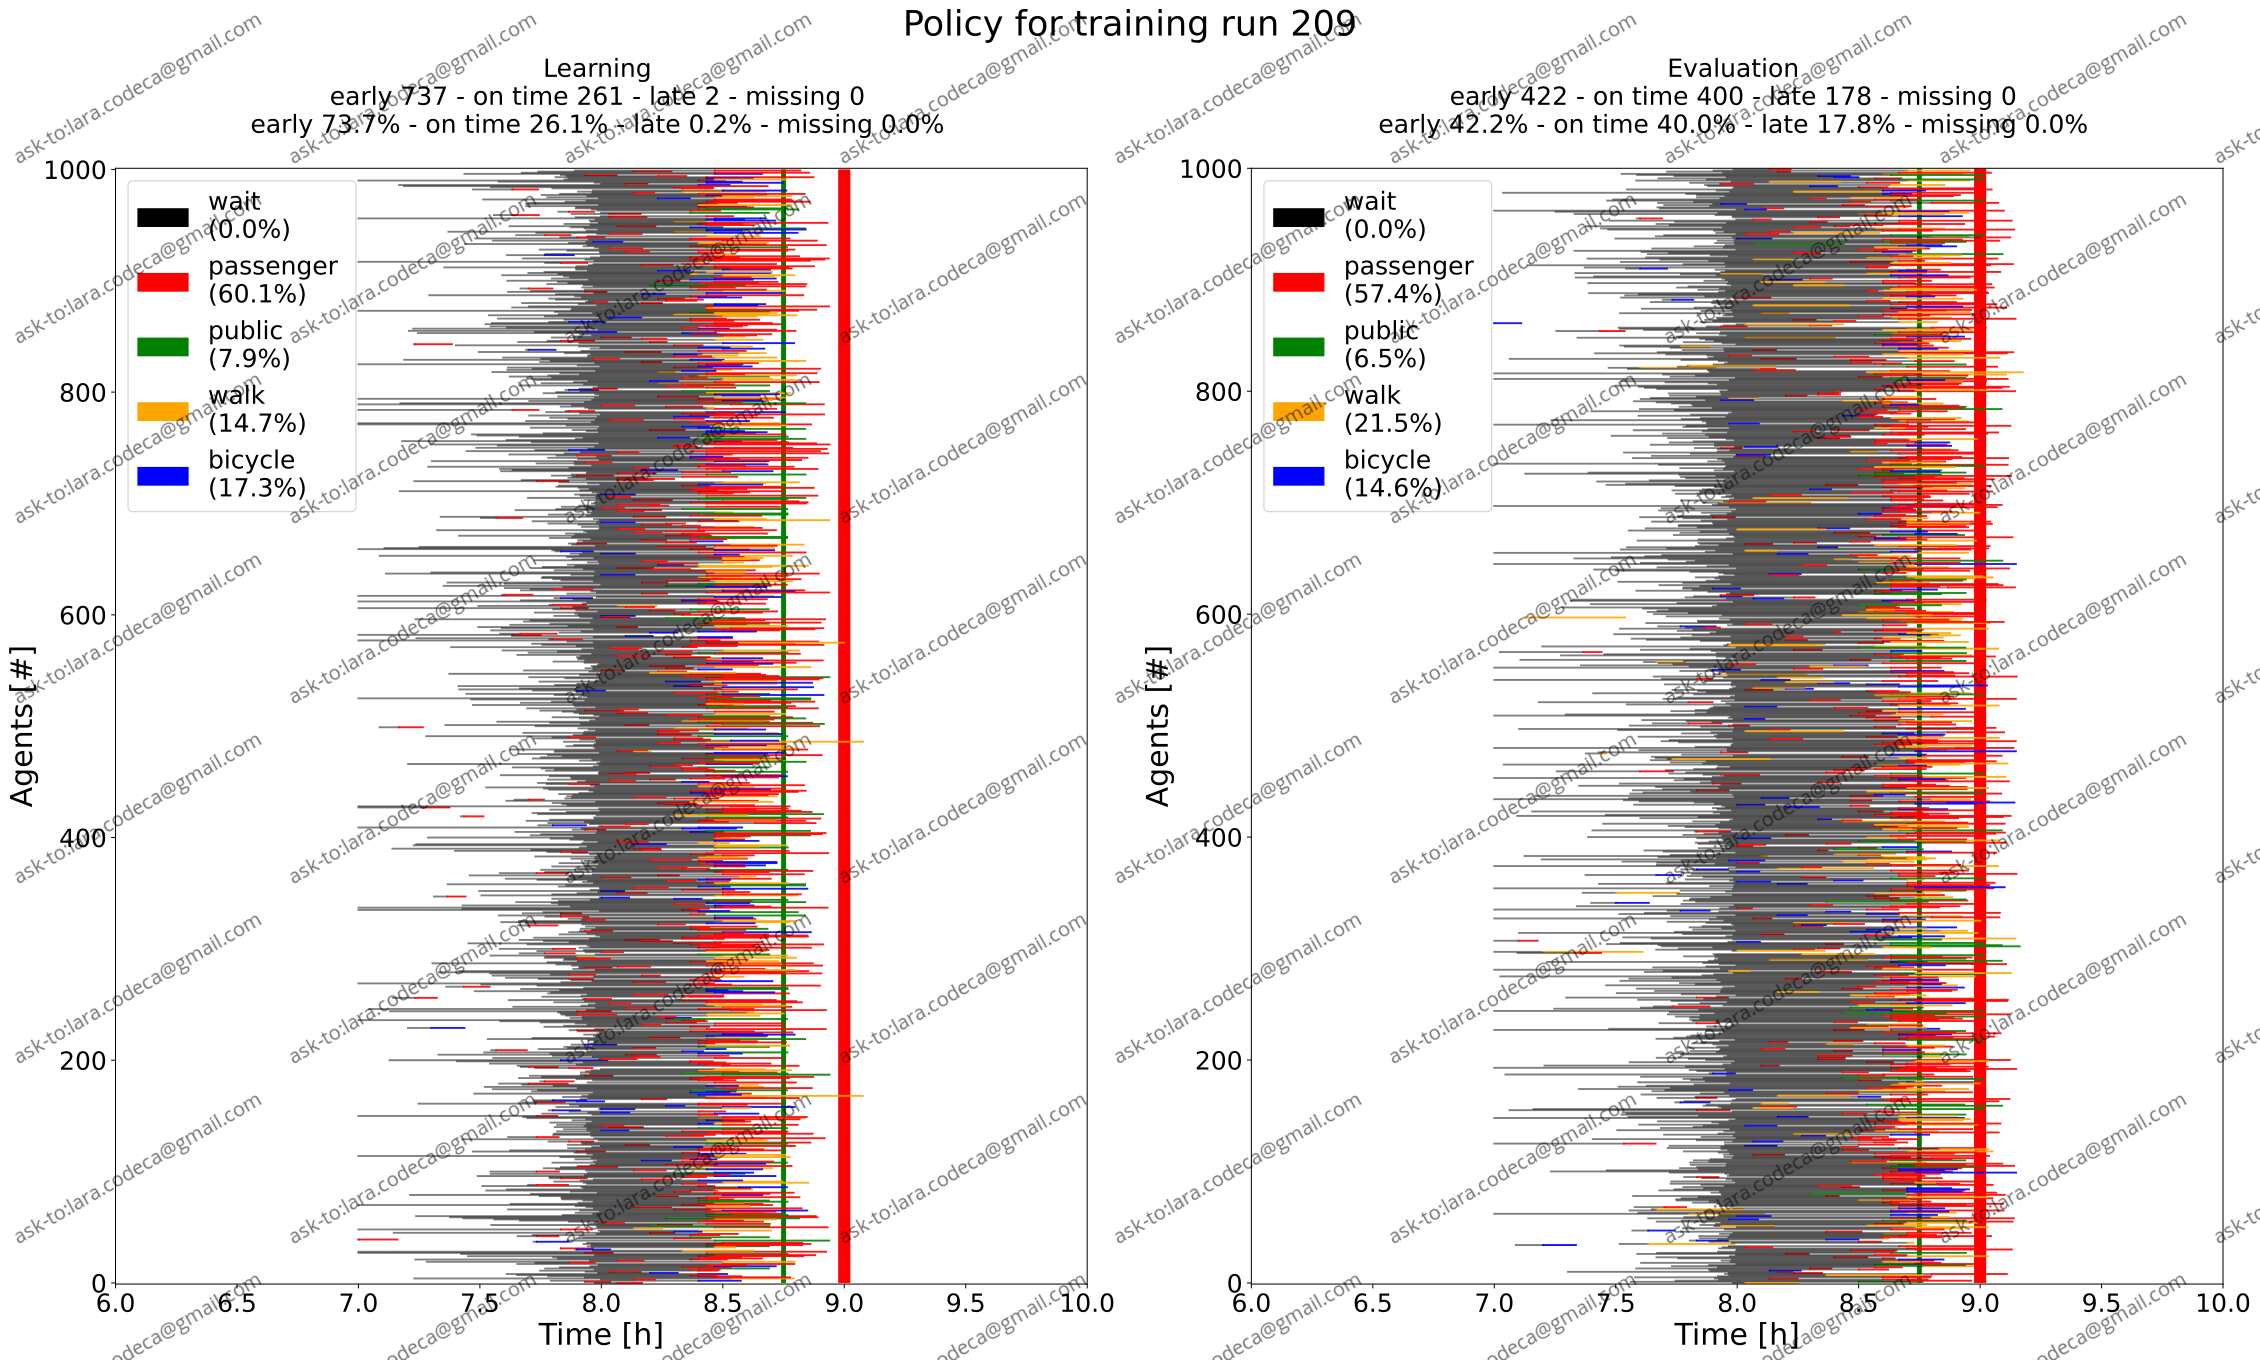 Policy for training run 209
Learning
early 737 - on time 261 - late 2 - missing 0
early 73.7% - on time 26.1% - late 0.2% - missing 0.0%
1000
800
600
400
200
0
Agents [#]
wait
(0.0%)
passenger
(60.1%)
public
(7.9%)
walk
(14.7%)
bicycle
(17.3%)
6.0 6.5 7.0 7.5 8.0 8.5 9.0 9.5 10.0
Time [h]
Evaluation
early 422 - on time 400 - late 178 - missing 0
early 42.2% - on time 40.0% - late 17.8% - missing 0.0%
1000
800
600
400
200
0
Agents [#]
wait
(0.0%)
passenger
(57.4%)
public
(6.5%)
walk
(21.5%)
bicycle
(14.6%)
6.0 6.5 7.0 7.5 8.0 8.5 9.0 9.5 10.0
Time [h]
ask-to:lara.codeca@gmail.com